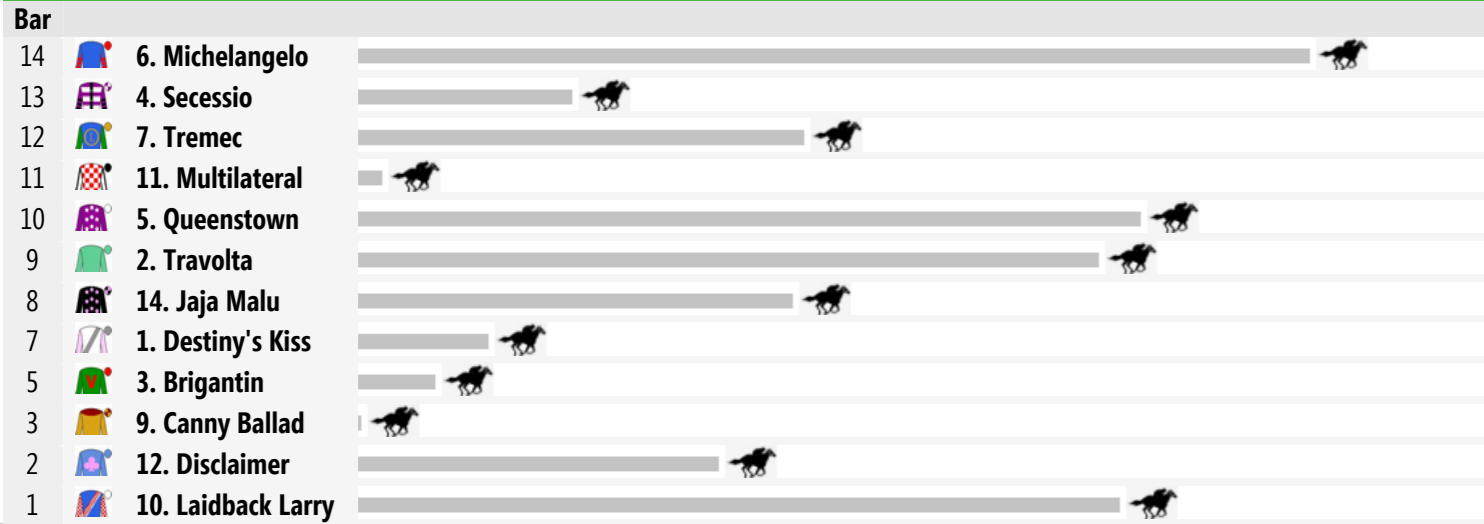 Bar
14 6. Michelangelo
13 4. Secessio
12 7. Tremec
11 11. Multilateral
10 5. Queenstown
9 2. Travolta
8 14. Jaja Malu
7 1. Destiny's Kiss
5 V 3. Brigantin
3 9. Canny Ballad
2 12. Disclaimer
1 10. Laidback Larry